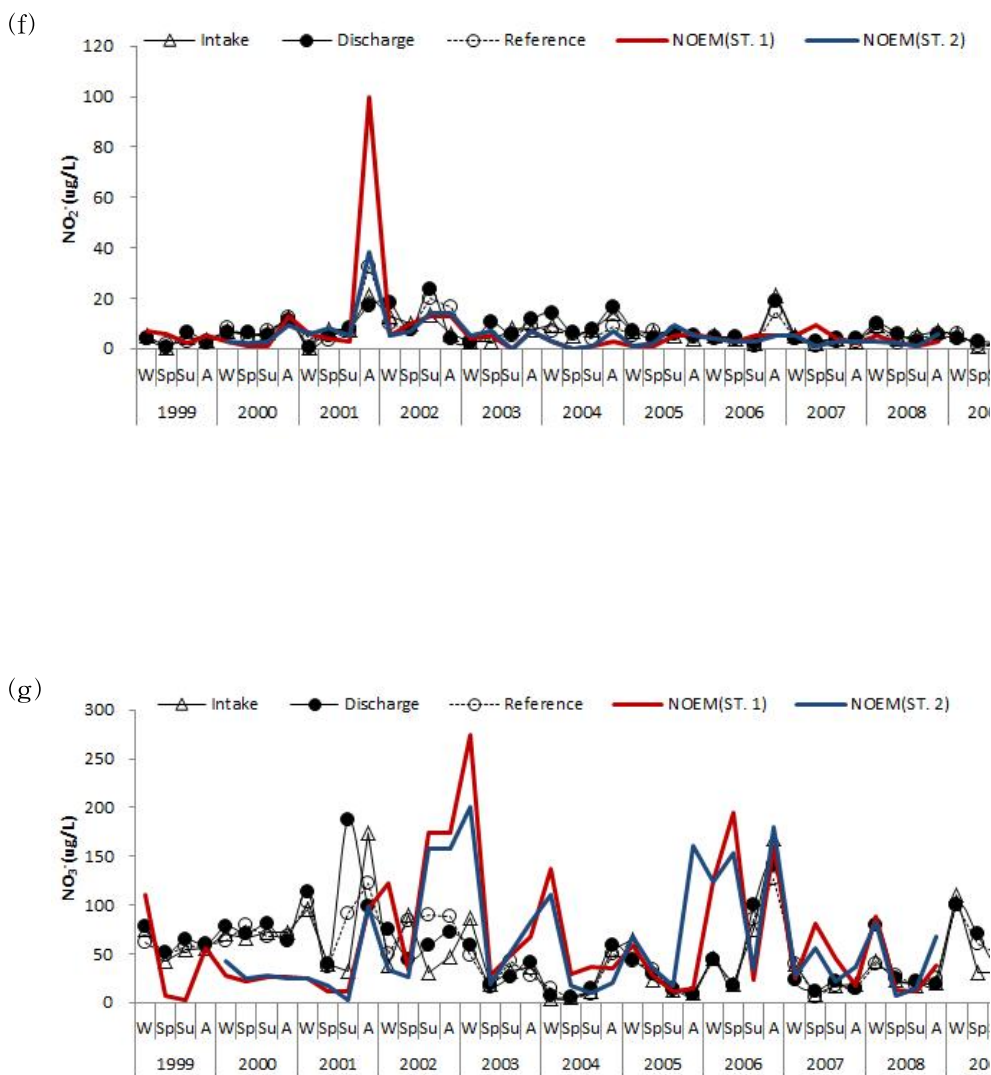 (f)
Intake Discharge Reference NOEM(ST. 1) NOEM(ST. 2)
120
100
80
60
40
20
0
NO₂⁻(ug/L)
W Sp Su A W Sp Su A W Sp Su A W Sp Su A W Sp Su A W Sp Su A W Sp Su A W Sp Su A W Sp Su A W Sp Su A W Sp
1999 2000 2001 2002 2003 2004 2005 2006 2007 2008
(g)
Intake Discharge Reference NOEM(ST. 1) NOEM(ST. 2)
300
250
200
150
100
50
0
NO₃⁻(ug/L)
W Sp Su A W Sp Su A W Sp Su A W Sp Su A W Sp Su A W Sp Su A W Sp Su A W Sp Su A W Sp Su A W Sp Su A W Sp
1999 2000 2001 2002 2003 2004 2005 2006 2007 2008